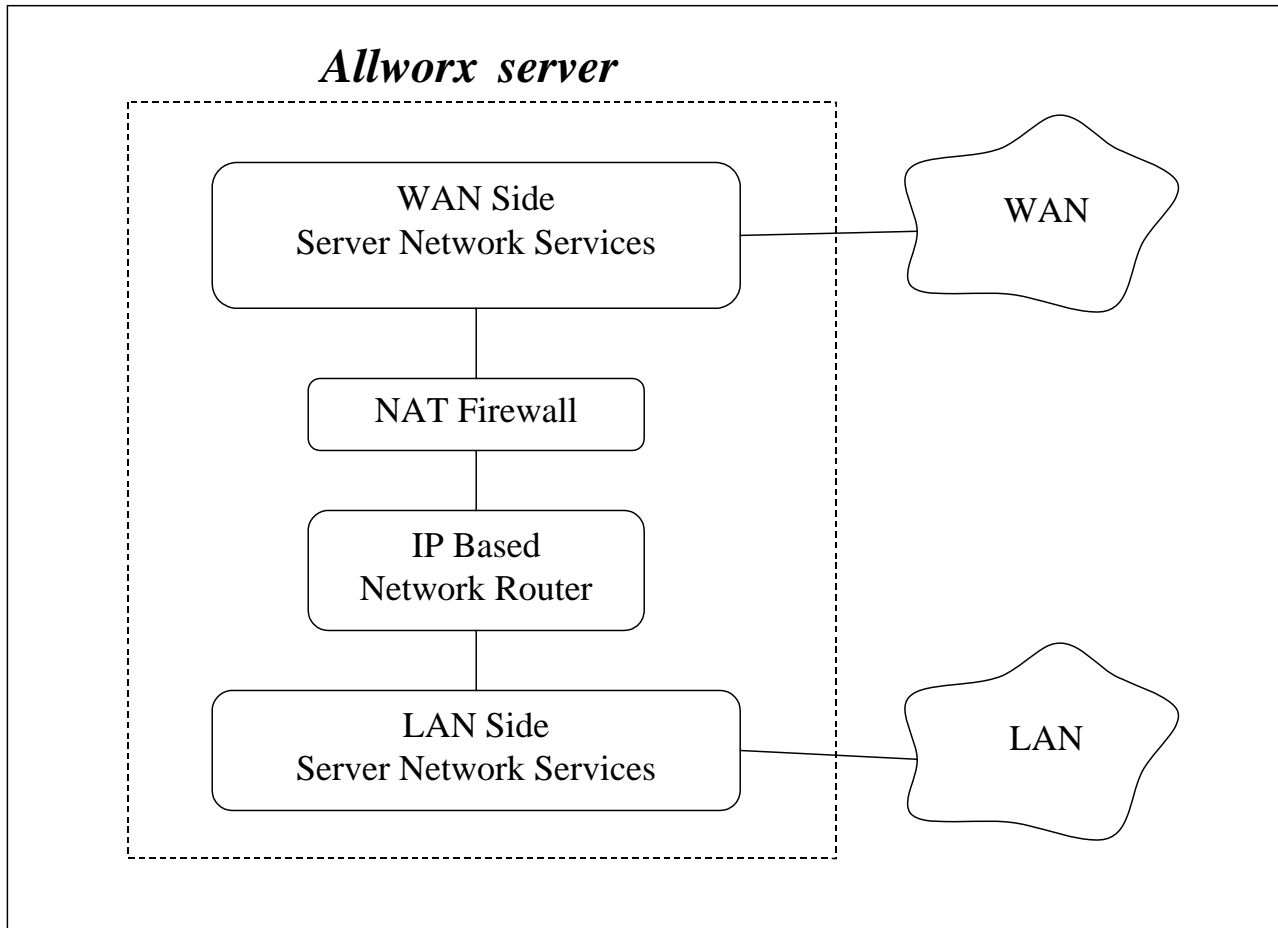 Allworx server
WAN Side
Server Network Services
WAN
NAT Firewall
IP Based
Network Router
LAN Side
Server Network Services
LAN